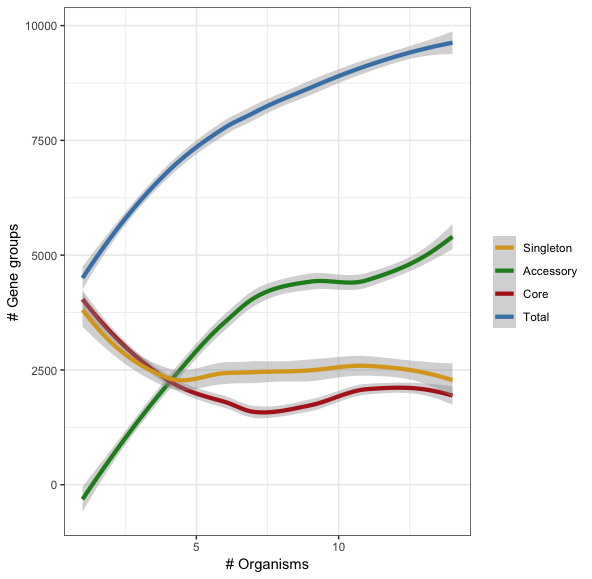 10000
7500
5000
2500
0
# Gene groups
5
10
# Organisms
Singleton
Accessory
Core
Total